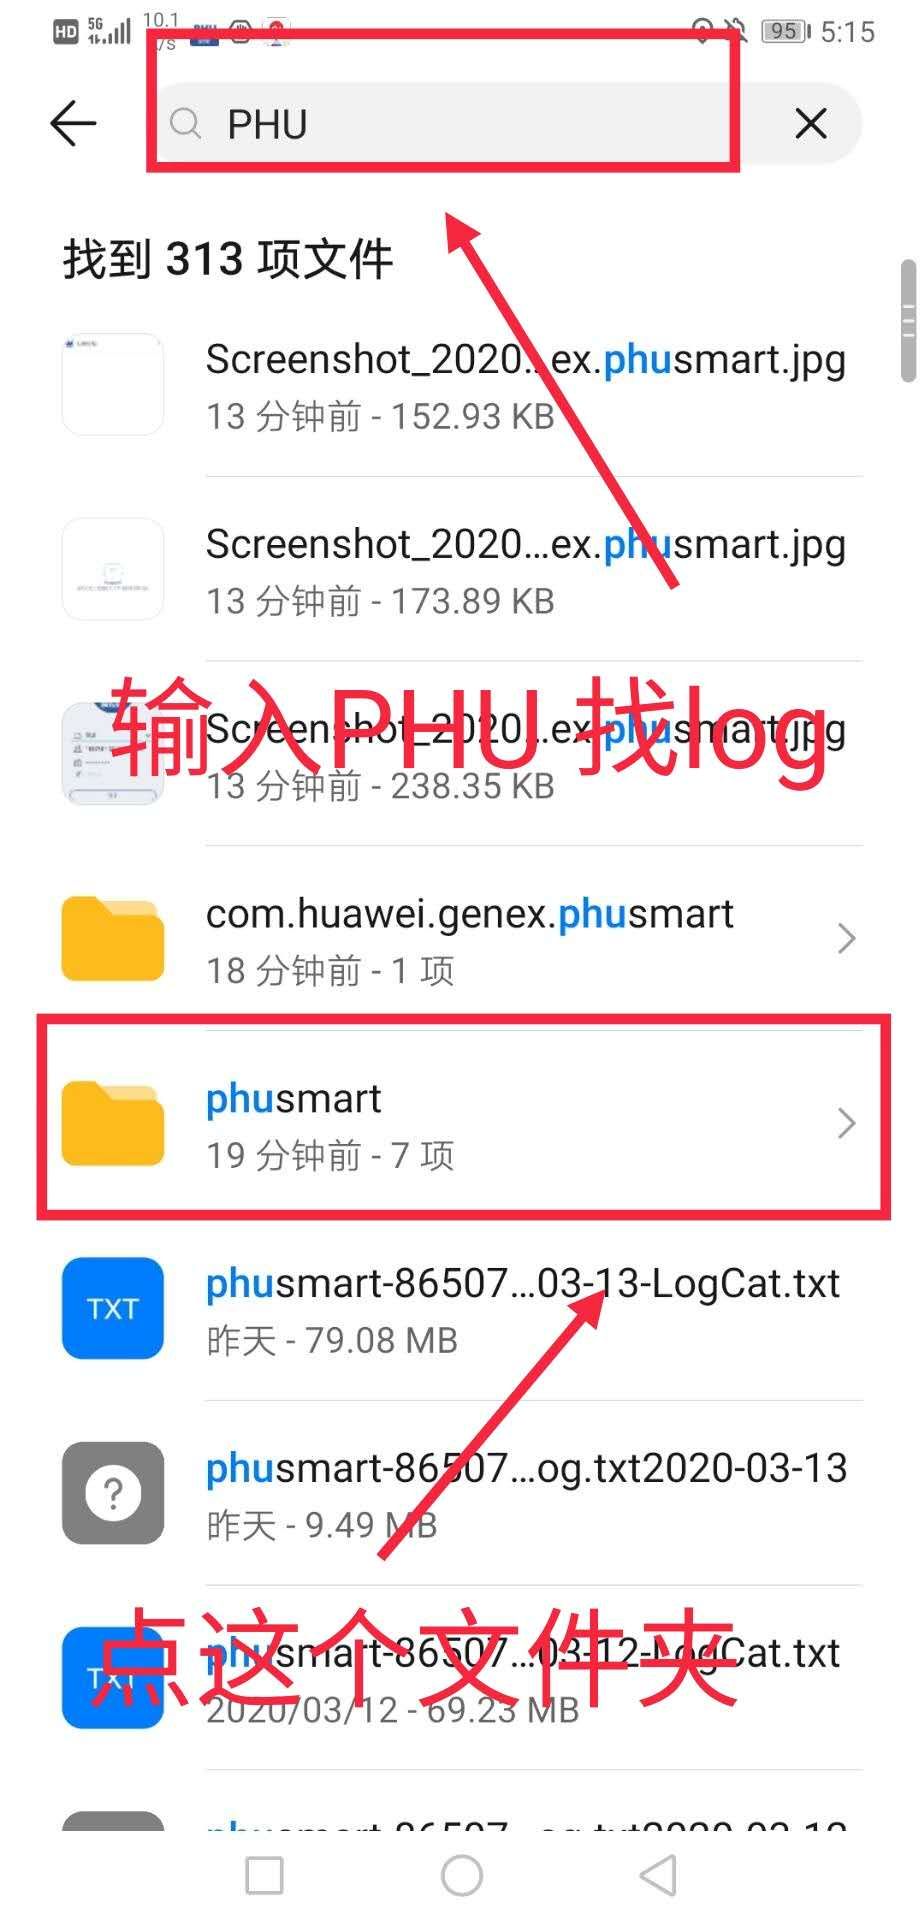 HD 5G 10.1 95 5:15
PHU
找到 313 项文件
Screenshot_2020...ex.phusmart.jpg
13 分钟前 - 152.93 KB
Screenshot_2020...ex.phusmart.jpg
13 分钟前 - 173.89 KB
输入PHU 找log
Screenshot_2020...ex.phusmart.jpg
13 分钟前 - 238.35 KB
com.huawei.genex.phusmart
18 分钟前 - 1 项
phusmart
19 分钟前 - 7 项
TXT
phusmart-86507...03-13-LogCat.txt
昨天 - 79.08 MB
?
phusmart-86507...og.txt2020-03-13
昨天 - 9.49 MB
点这个文件夹
TXT
phusmart-86507...03-12-LogCat.txt
2020/03/12 - 69.23 MB